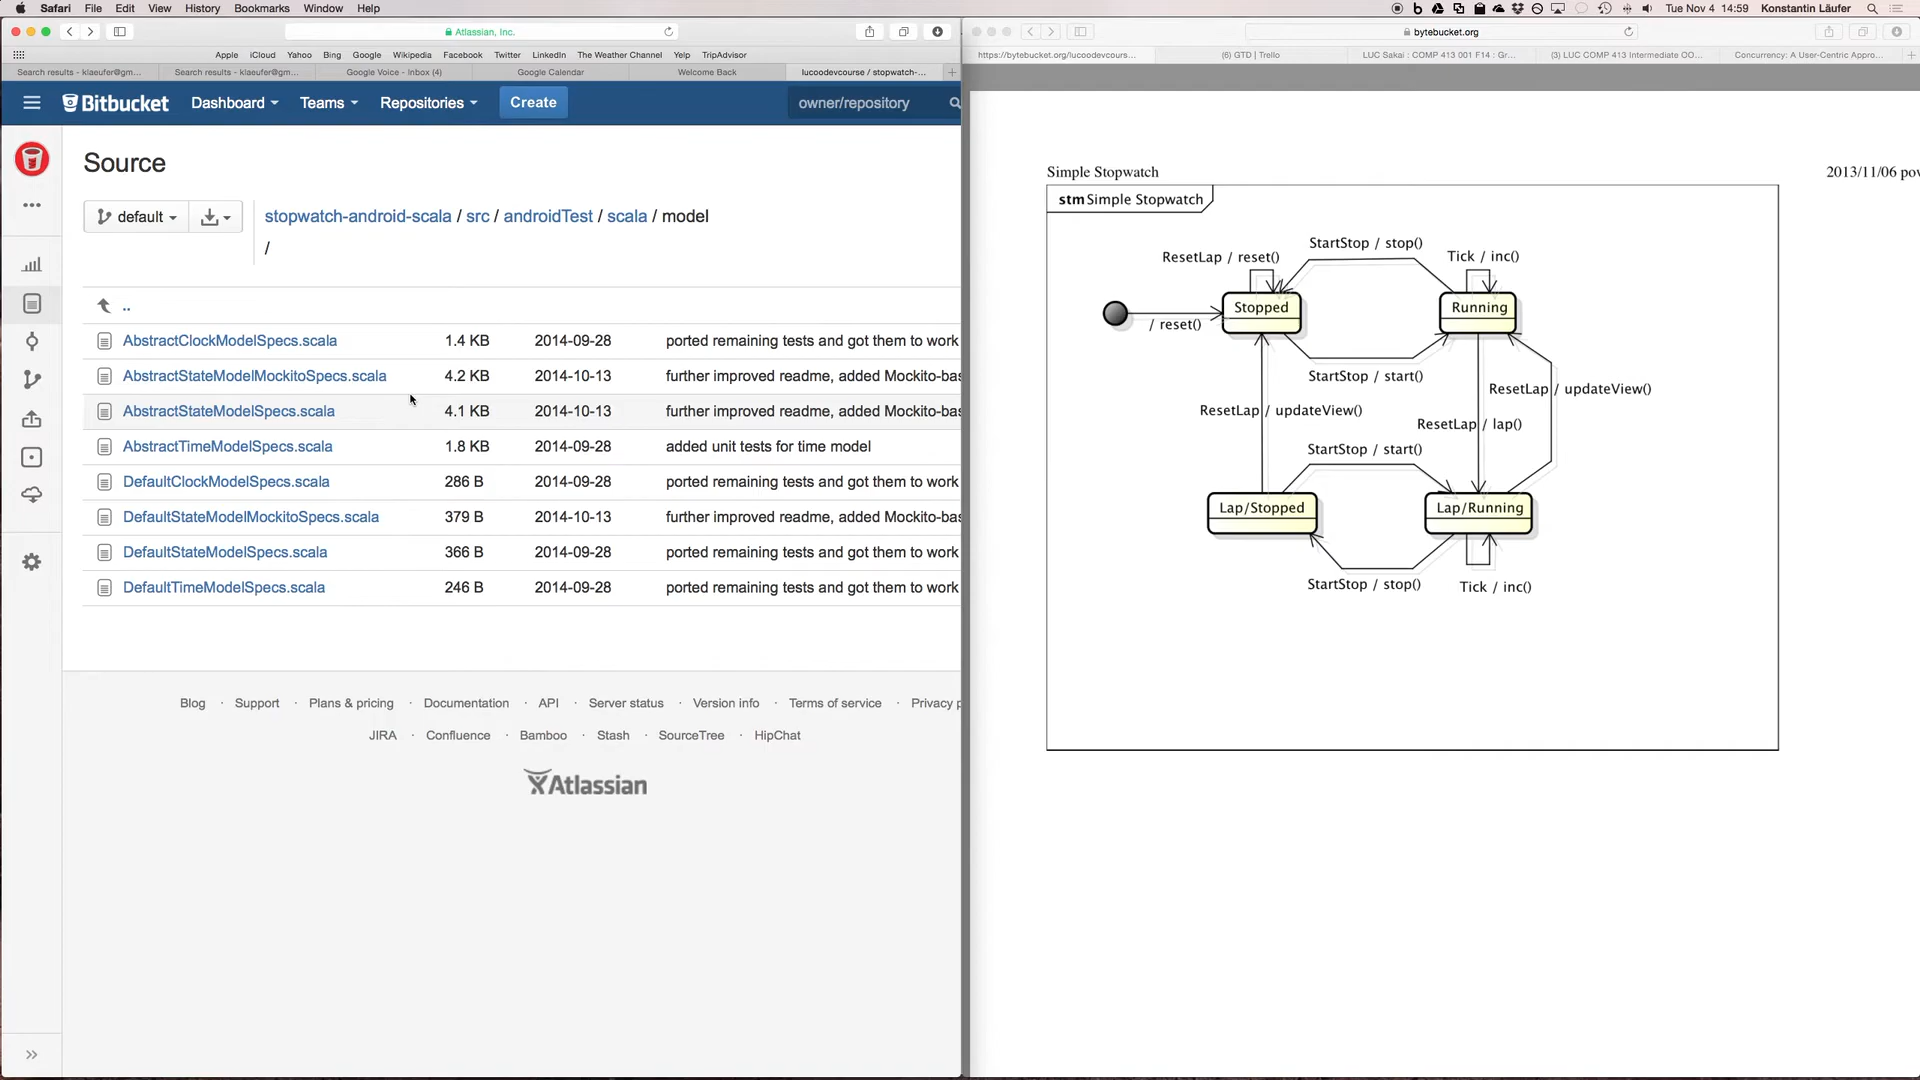 Safari File Edit View History Bookmarks Window Help
Tue Nov 4 14:59 Konstantin Läufer
Atlassian, Inc.
Apple iCloud Yahoo Bing Google Wikipedia Facebook Twitter LinkedIn The Weather Channel Yelp TripAdvisor
Search results - klaeufer@gm... Search results - klaeufer@gm... Google Voice - Inbox (4) Google Calendar Welcome Back lucoodevcourse / stopwatch-...
Bitbucket Dashboard Teams Repositories Create owner/repository
Source
default stopwatch-android-scala / src / androidTest / scala / model
/
..
AbstractClockModelSpecs.scala 1.4 KB 2014-09-28 ported remaining tests and got them to work
AbstractStateModelMockitoSpecs.scala 4.2 KB 2014-10-13 further improved readme, added Mockito-bas
AbstractStateModelSpecs.scala 4.1 KB 2014-10-13 further improved readme, added Mockito-bas
AbstractTimeModelSpecs.scala 1.8 KB 2014-09-28 added unit tests for time model
DefaultClockModelSpecs.scala 286 B 2014-09-28 ported remaining tests and got them to work
DefaultStateModelMockitoSpecs.scala 379 B 2014-10-13 further improved readme, added Mockito-bas
DefaultStateModelSpecs.scala 366 B 2014-09-28 ported remaining tests and got them to work
DefaultTimeModelSpecs.scala 246 B 2014-09-28 ported remaining tests and got them to work
Blog · Support · Plans & pricing · Documentation · API · Server status · Version info · Terms of service · Privacy p
JIRA · Confluence · Bamboo · Stash · SourceTree · HipChat
Atlassian
bytebucket.org
https://bytebucket.org/lucoodevcours... (6) GTD | Trello LUC Sakai : COMP 413 001 F14 : Gr... (3) LUC COMP 413 Intermediate OO... Concurrency: A User-Centric Appro...
Simple Stopwatch 2013/11/06 pow
stm Simple Stopwatch
StartStop / stop()
ResetLap / reset() Tick / inc()
Stopped Running
/ reset()
StartStop / start()
ResetLap / updateView()
ResetLap / updateView()
ResetLap / lap()
StartStop / start()
Lap/Stopped Lap/Running
StartStop / stop() Tick / inc()